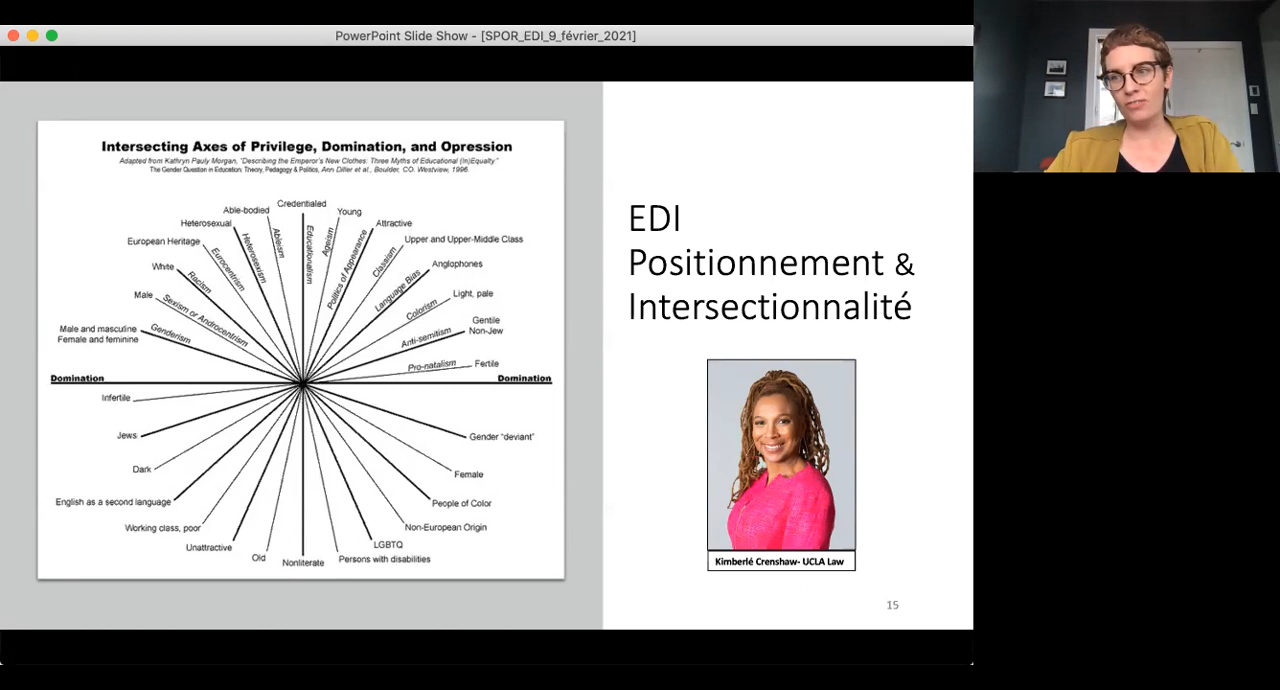 PowerPoint Slide Show - [SPOR_EDI_9_février_2021]
Intersecting Axes of Privilege, Domination, and Opression
Adapted from Kathryn Pauly Morgan, "Describing the Emperor's New Clothes: Three Myths of Educational (In)Equality."
The Gender Question in Education: Theory, Pedagogy & Politics, Ann Diller et al., Boulder, CO. Westview, 1996.
Credentialed
Able-bodied
Young
Heterosexual
Attractive
European Heritage
Upper and Upper-Middle Class
White
Anglophones
Male
Light, pale
Male and masculine
Female and feminine
Gentile
Non-Jew
Fertile
Genderism
Sexism or Androcentrism
Racism
Eurocentrism
Heterosexism
Ableism
Educationalism
Ageism
Politics of Appearance
Classism
Language Bias
Colorism
Anti-semitism
Pro-natalism
Domination
Domination
Infertile
Jews
Dark
English as a second language
Working class, poor
Unattractive
Old
Nonliterate
Persons with disabilities
LGBTQ
Non-European Origin
People of Color
Female
Gender "deviant"
EDI
Positionnement &
Intersectionnalité
Kimberlé Crenshaw- UCLA Law
15